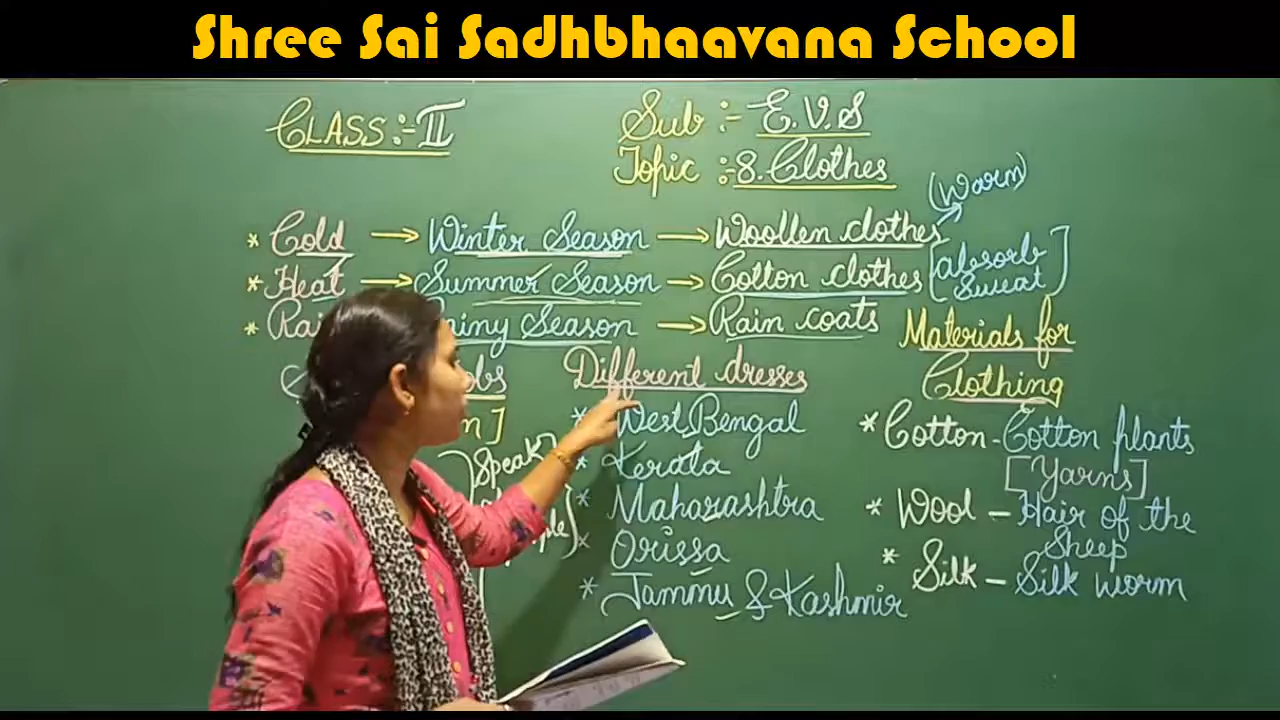 Shree Sai Sadhbhaavana School
CLASS :- II
Sub :- E.V.S
Topic :- 8. Clothes
(Warm)
* Cold → Winter Season → Woollen clothes
* Heat → Summer Season → Cotton clothes [absorb Sweat]
* Rai ainy Season → Rain coats
Different dresses
* West Bengal
* Kerala
* Maharashtra
* Orissa
* Jammu & Kashmir
Speak
Materials for
Clothing
* Cotton - Cotton plants
[Yarns]
* Wool - Hair of the
Sheep
* Silk - Silk worm